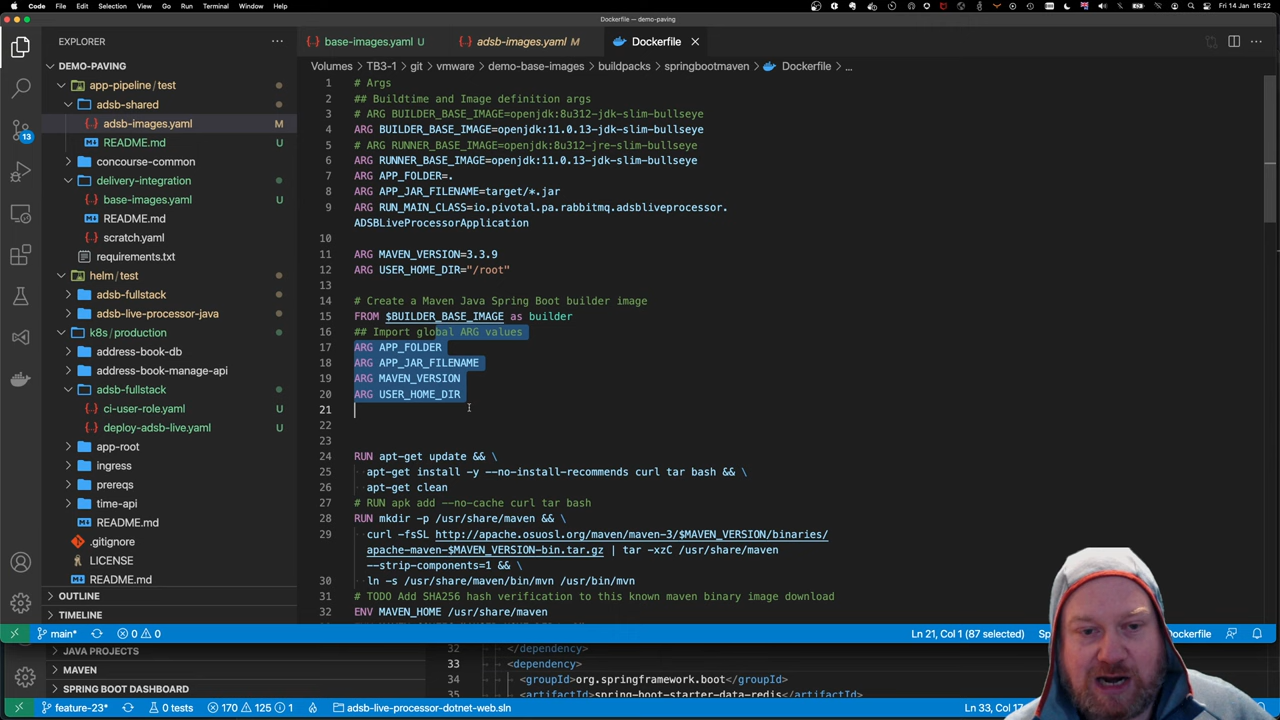 Code File Edit Selection View Go Run Terminal Window Help
Fri 14 Jan 16:22
Dockerfile — demo-paving
EXPLORER
DEMO-PAVING
app-pipeline / test
adsb-shared
adsb-images.yaml M
README.md U
concourse-common
delivery-integration
base-images.yaml U
README.md
scratch.yaml
requirements.txt
helm / test
adsb-fullstack
adsb-live-processor-java
k8s / production
address-book-db
address-book-manage-api
adsb-fullstack
ci-user-role.yaml U
deploy-adsb-live.yaml U
app-root
ingress
prereqs
time-api
README.md
.gitignore
LICENSE
README.md
OUTLINE
TIMELINE
13
base-images.yaml U
adsb-images.yaml M
Dockerfile
Volumes > TB3-1 > git > vmware > demo-base-images > buildpacks > springbootmaven > Dockerfile > ...
1 # Args
2 ## Buildtime and Image definition args
3 # ARG BUILDER_BASE_IMAGE=openjdk:8u312-jdk-slim-bullseye
4 ARG BUILDER_BASE_IMAGE=openjdk:11.0.13-jdk-slim-bullseye
5 # ARG RUNNER_BASE_IMAGE=openjdk:8u312-jre-slim-bullseye
6 ARG RUNNER_BASE_IMAGE=openjdk:11.0.13-jdk-slim-bullseye
7 ARG APP_FOLDER=.
8 ARG APP_JAR_FILENAME=target/*.jar
9 ARG RUN_MAIN_CLASS=io.pivotal.pa.rabbitmq.adsbliveprocessor.
ADSBLiveProcessorApplication
10
11 ARG MAVEN_VERSION=3.3.9
12 ARG USER_HOME_DIR="/root"
13
14 # Create a Maven Java Spring Boot builder image
15 FROM $BUILDER_BASE_IMAGE as builder
16 ## Import global ARG values
17 ARG APP_FOLDER
18 ARG APP_JAR_FILENAME
19 ARG MAVEN_VERSION
20 ARG USER_HOME_DIR
21
22
23
24 RUN apt-get update && \
25 apt-get install -y --no-install-recommends curl tar bash && \
26 apt-get clean
27 # RUN apk add --no-cache curl tar bash
28 RUN mkdir -p /usr/share/maven && \
29 curl -fsSL http://apache.osuosl.org/maven/maven-3/$MAVEN_VERSION/binaries/
apache-maven-$MAVEN_VERSION-bin.tar.gz | tar -xzC /usr/share/maven
--strip-components=1 && \
30 ln -s /usr/share/maven/bin/mvn /usr/bin/mvn
31 # TODO Add SHA256 hash verification to this known maven binary image download
32 ENV MAVEN_HOME /usr/share/maven
main* 0 0
Ln 21, Col 1 (87 selected)
Dockerfile
JAVA PROJECTS
MAVEN
SPRING BOOT DASHBOARD
32 </dependency>
33 <dependency>
34 <groupId>org.springframework.boot</groupId>
35 <artifactId>spring-boot-starter-data-redis</artifactId>
feature-23* 0 tests 170 125 1 adsb-live-processor-dotnet-web.sln
Ln 33, Col 17